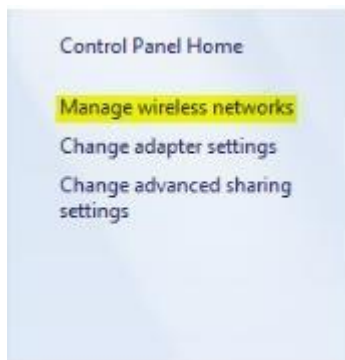 Control Panel Home
Manage wireless networks
Change adapter settings
Change advanced sharing
settings